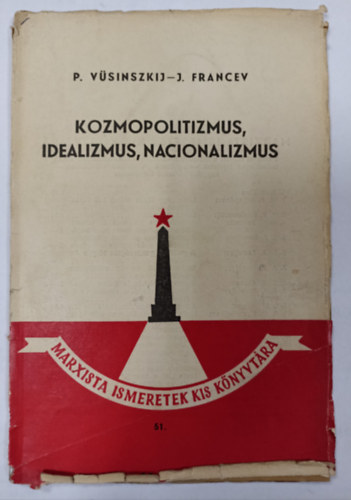 P. VÜSINSZKIJ–J. FRANCEV
KOZMOPOLITIZMUS,
IDEALIZMUS, NACIONALIZMUS
MARXISTA ISMERETEK KIS KÖNYVTÁRA
51.